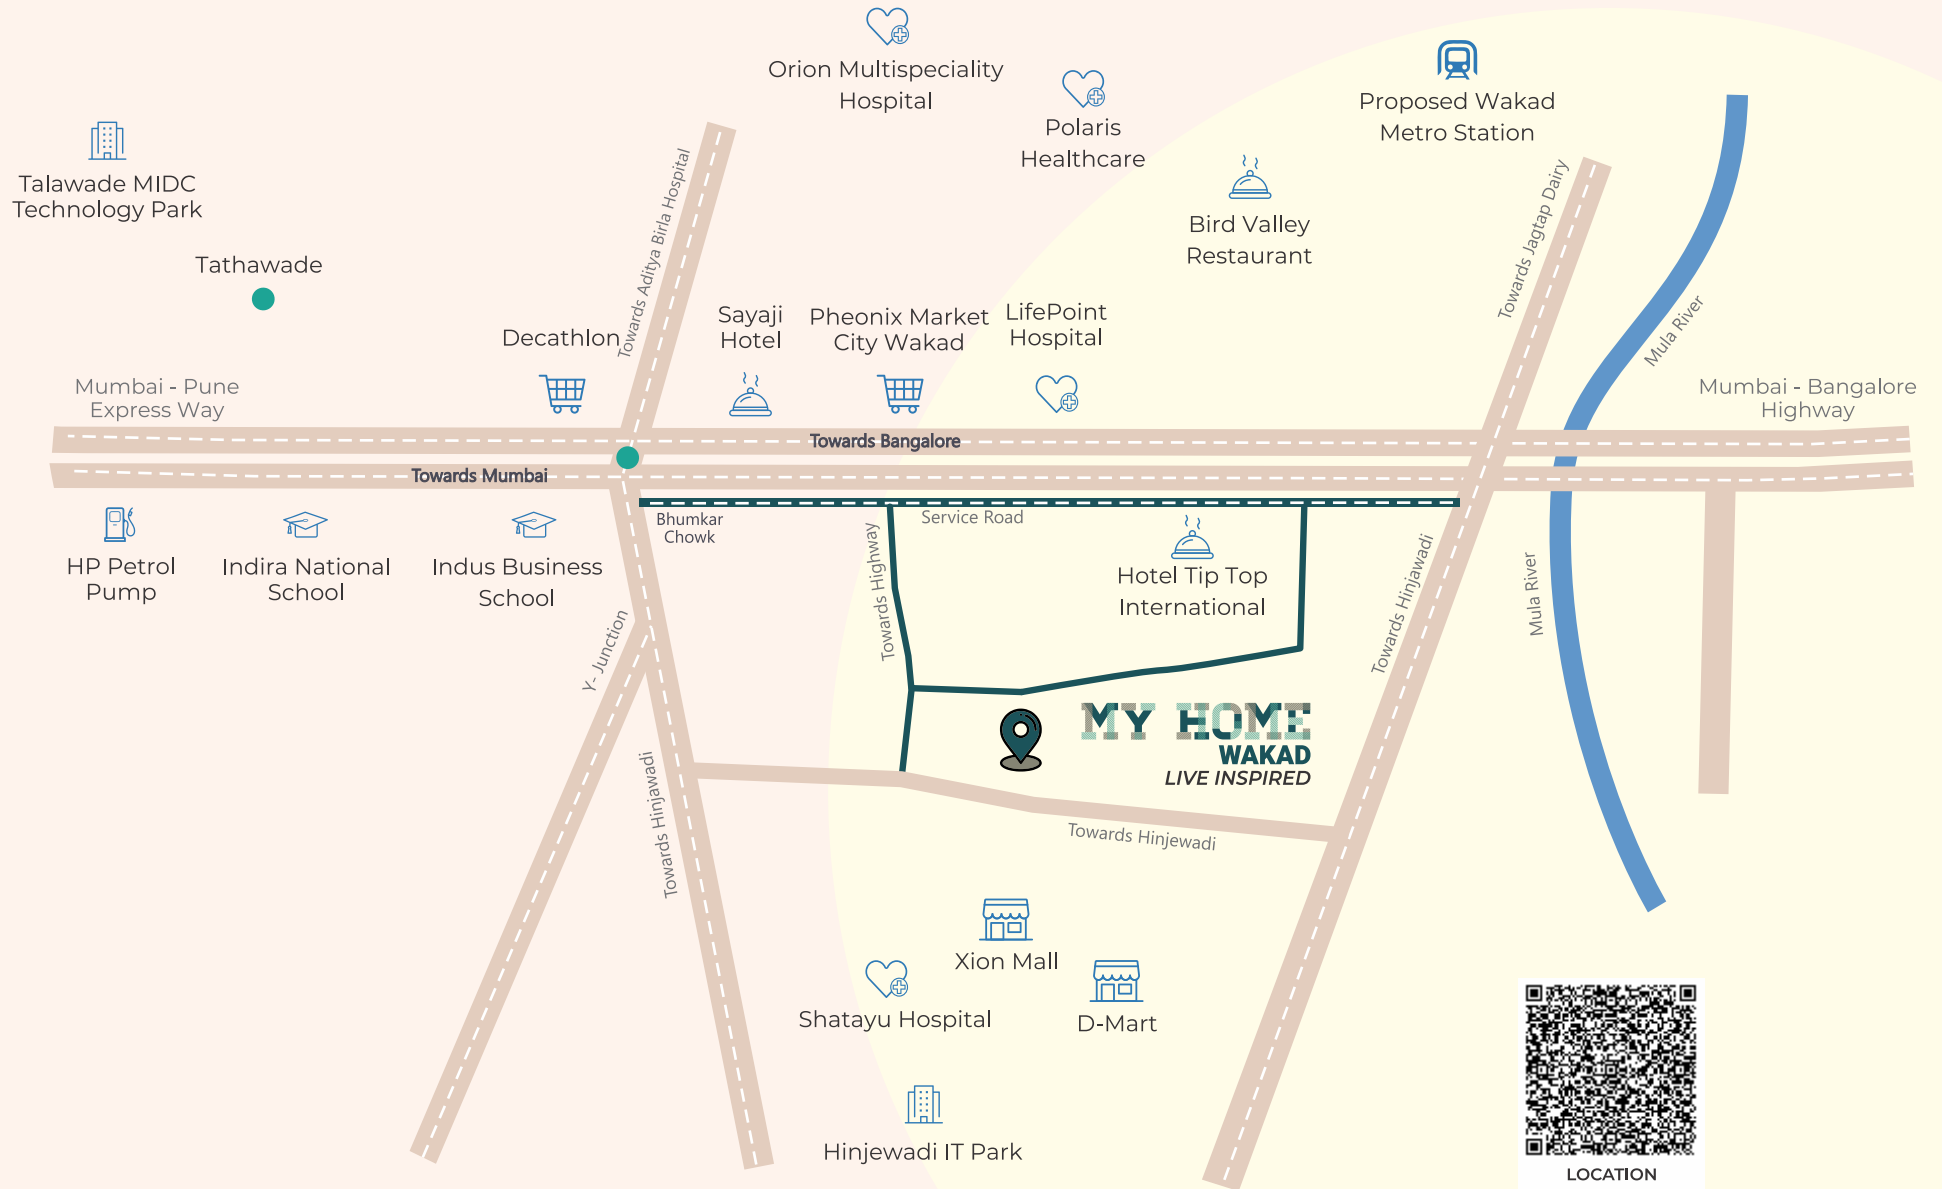 Orion Multispeciality
Hospital
Polaris
Healthcare
Proposed Wakad
Metro Station
Talawade MIDC
Technology Park
Tathawade
Towards Aditya Birla Hospital
Bird Valley
Restaurant
Towards Jagtap Dairy
Mula River
Decathlon
Sayaji
Hotel
Pheonix Market
City Wakad
LifePoint
Hospital
Mumbai - Pune
Express Way
Mumbai - Bangalore
Highway
Towards Bangalore
Towards Mumbai
Bhumkar
Chowk
Service Road
Towards Highway
HP Petrol
Pump
Indira National
School
Indus Business
School
Hotel Tip Top
International
Towards Hinjawadi
Mula River
Y- Junction
Towards Hinjawadi
MY HOME
WAKAD
LIVE INSPIRED
Towards Hinjewadi
Xion Mall
Shatayu Hospital
D-Mart
Hinjewadi IT Park
LOCATION